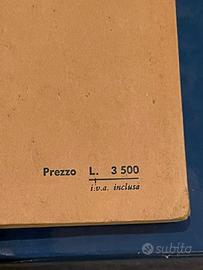 Prezzo L. 3 500
i.v.a. inclusa
subito